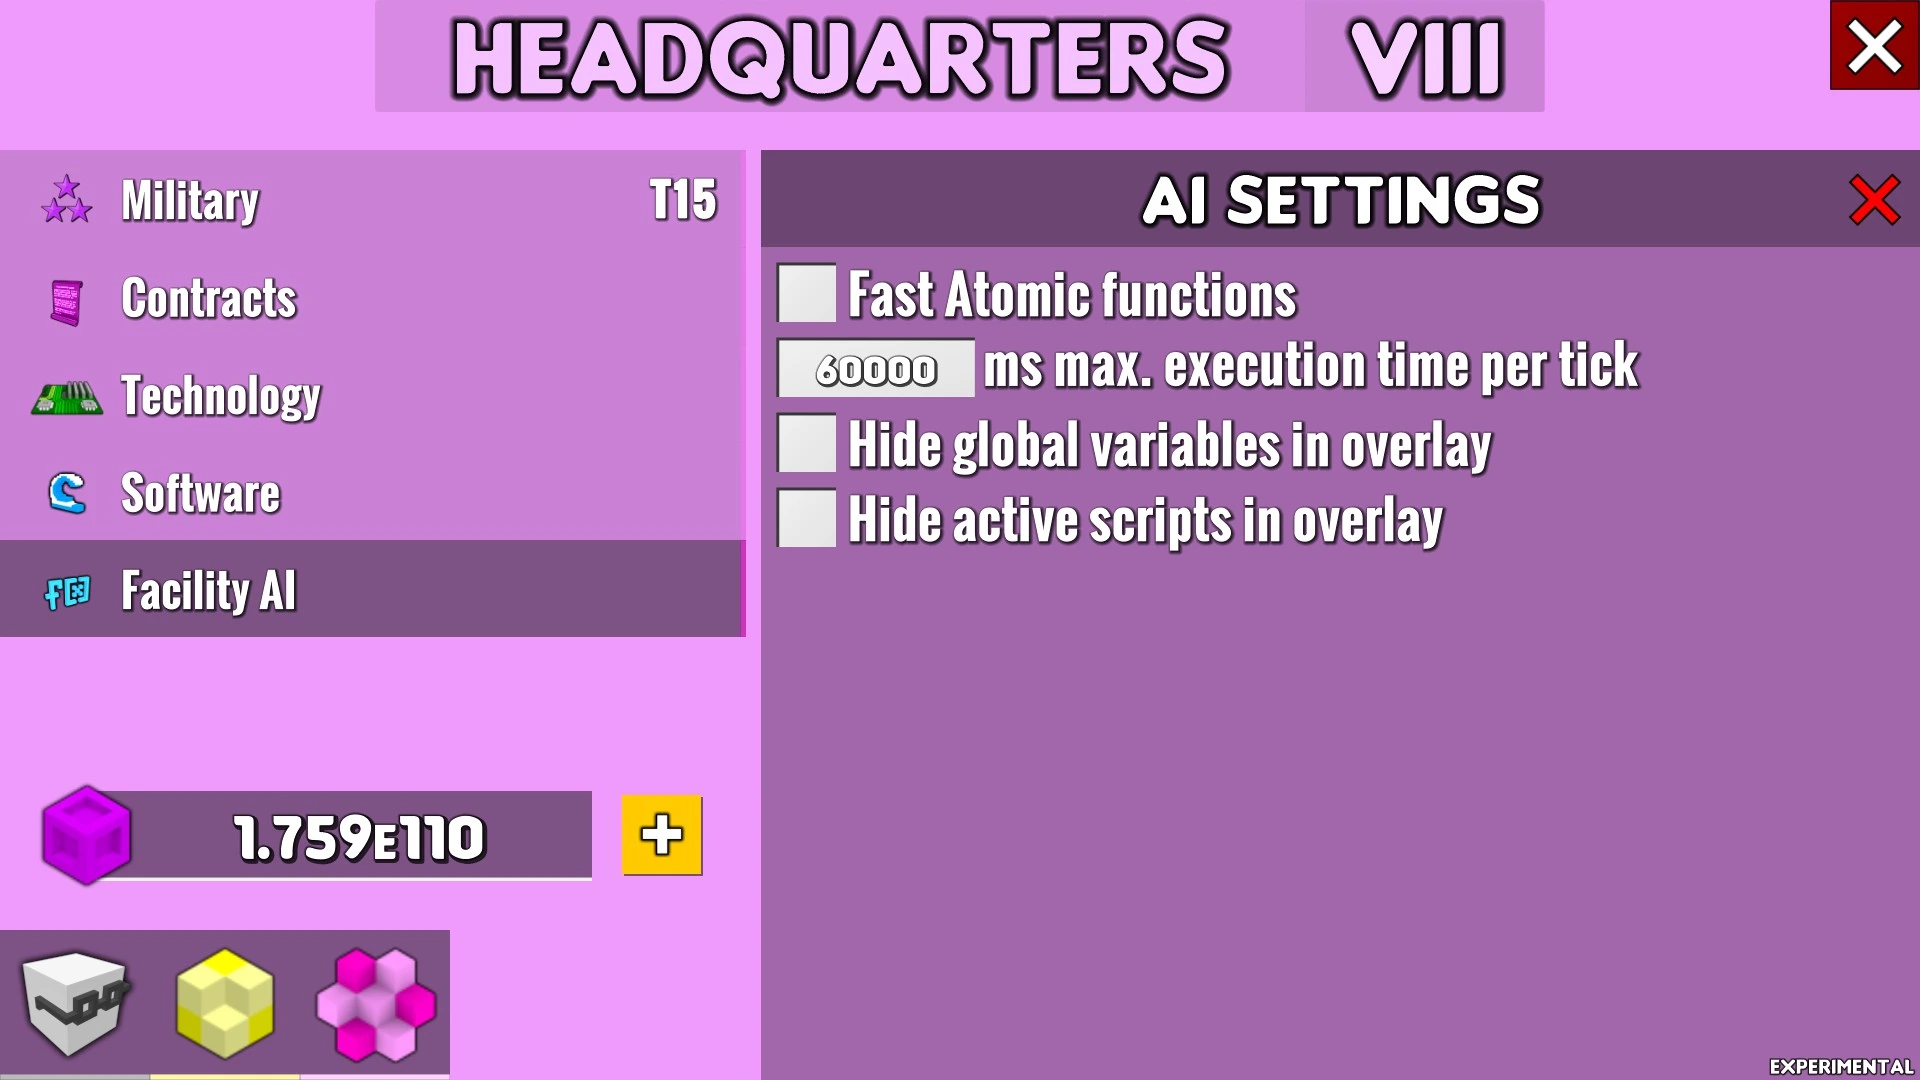 HEADQUARTERS VIII
Military T15
Contracts
Technology
Software
Facility AI
1.759E110
AI SETTINGS
Fast Atomic functions
60000 ms max. execution time per tick
Hide global variables in overlay
Hide active scripts in overlay
EXPERIMENTAL